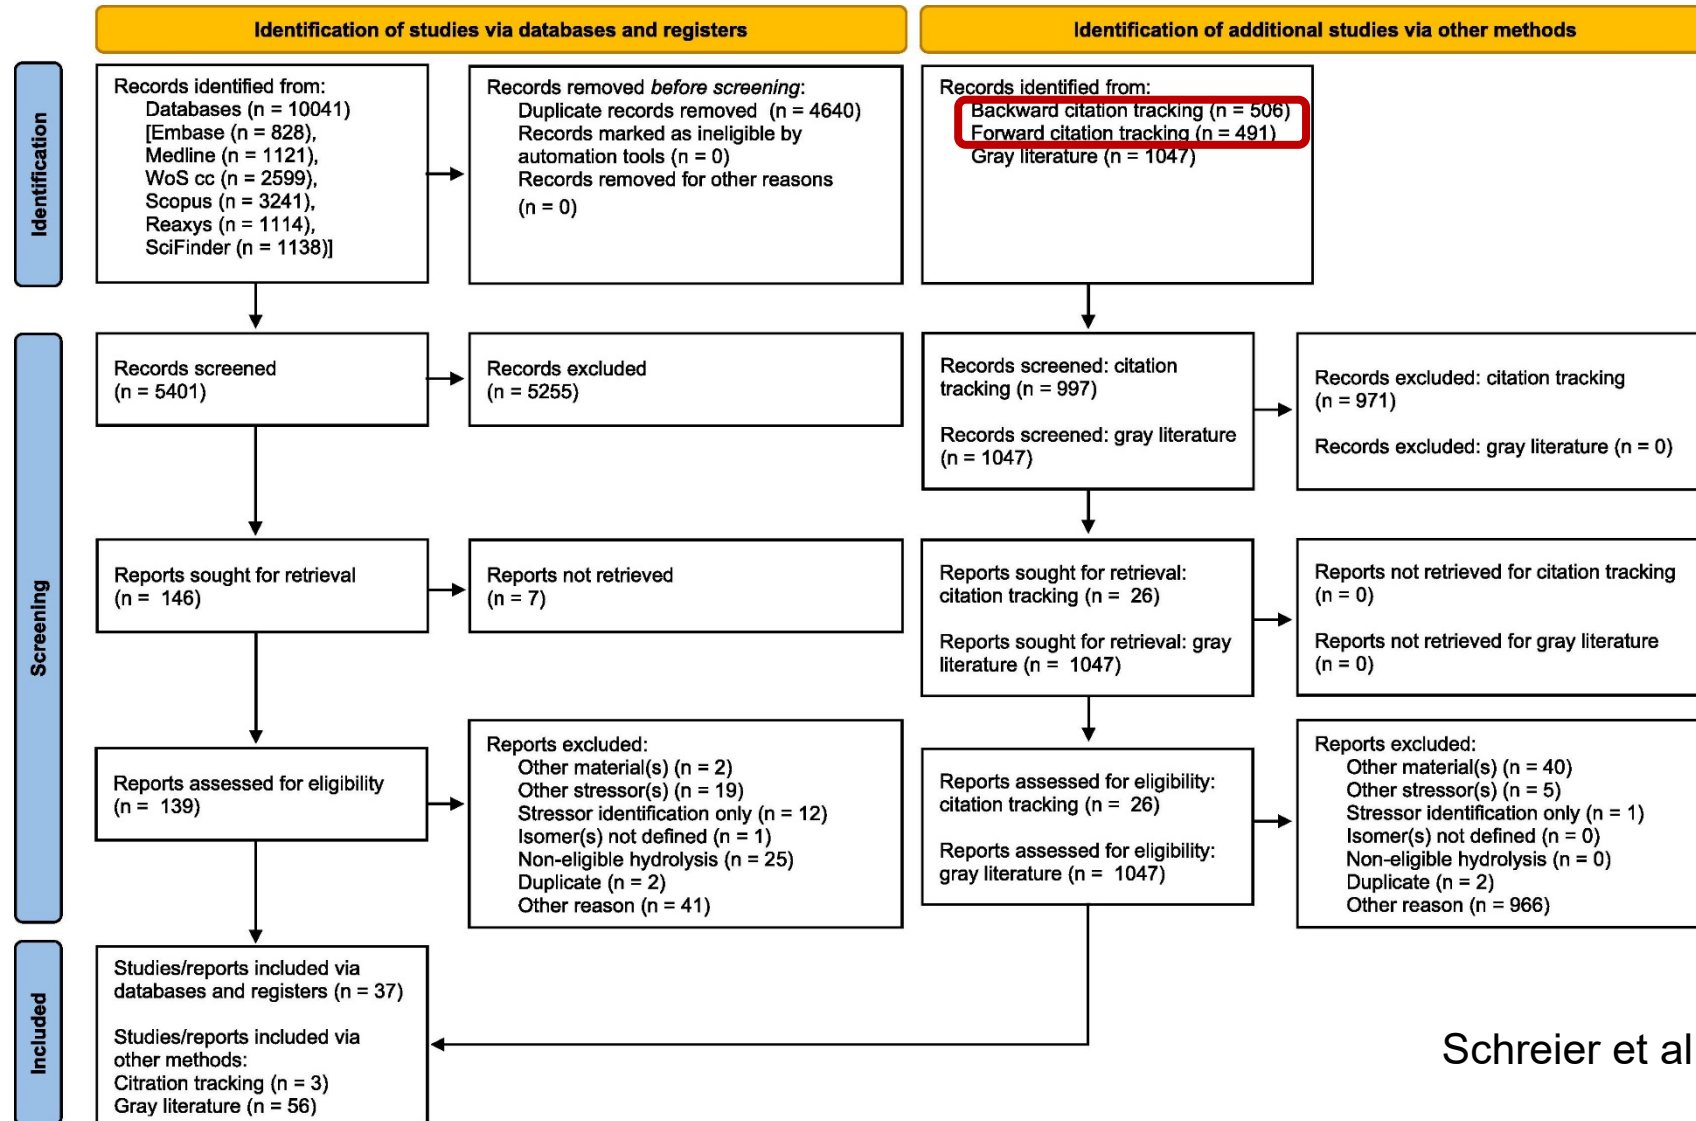 Identification of studies via databases and registers
Identification of additional studies via other methods
Identification
Records identified from:
Databases (n = 10041)
[Embase (n = 828),
Medline (n = 1121),
WoS cc (n = 2599),
Scopus (n = 3241),
Reaxys (n = 1114),
SciFinder (n = 1138)]
Records removed before screening:
Duplicate records removed (n = 4640)
Records marked as ineligible by
automation tools (n = 0)
Records removed for other reasons
(n = 0)
Records identified from:
Backward citation tracking (n = 506)
Forward citation tracking (n = 491)
Gray literature (n = 1047)
Screening
Records screened
(n = 5401)
Records excluded
(n = 5255)
Records screened: citation
tracking (n = 997)
Records screened: gray literature
(n = 1047)
Records excluded: citation tracking
(n = 971)
Records excluded: gray literature (n = 0)
Reports sought for retrieval
(n = 146)
Reports not retrieved
(n = 7)
Reports sought for retrieval:
citation tracking (n = 26)
Reports sought for retrieval: gray
literature (n = 1047)
Reports not retrieved for citation tracking
(n = 0)
Reports not retrieved for gray literature
(n = 0)
Reports assessed for eligibility
(n = 139)
Reports excluded:
Other material(s) (n = 2)
Other stressor(s) (n = 19)
Stressor identification only (n = 12)
Isomer(s) not defined (n = 1)
Non-eligible hydrolysis (n = 25)
Duplicate (n = 2)
Other reason (n = 41)
Reports assessed for eligibility:
citation tracking (n = 26)
Reports assessed for eligibility:
gray literature (n = 1047)
Reports excluded:
Other material(s) (n = 40)
Other stressor(s) (n = 5)
Stressor identification only (n = 1)
Isomer(s) not defined (n = 0)
Non-eligible hydrolysis (n = 0)
Duplicate (n = 2)
Other reason (n = 966)
Included
Studies/reports included via
databases and registers (n = 37)
Studies/reports included via
other methods:
Citration tracking (n = 3)
Gray literature (n = 56)
Schreier et al